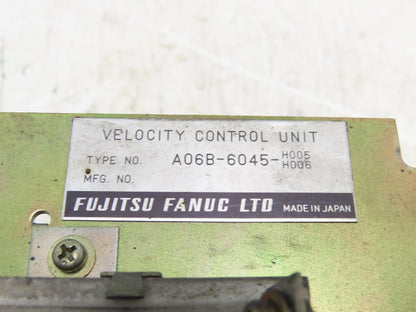 VELOCITY CONTROL UNIT
TYPE NO. A06B-6045-H005
H006
MFG. NO.
FUJITSU FANUC LTD MADE IN JAPAN